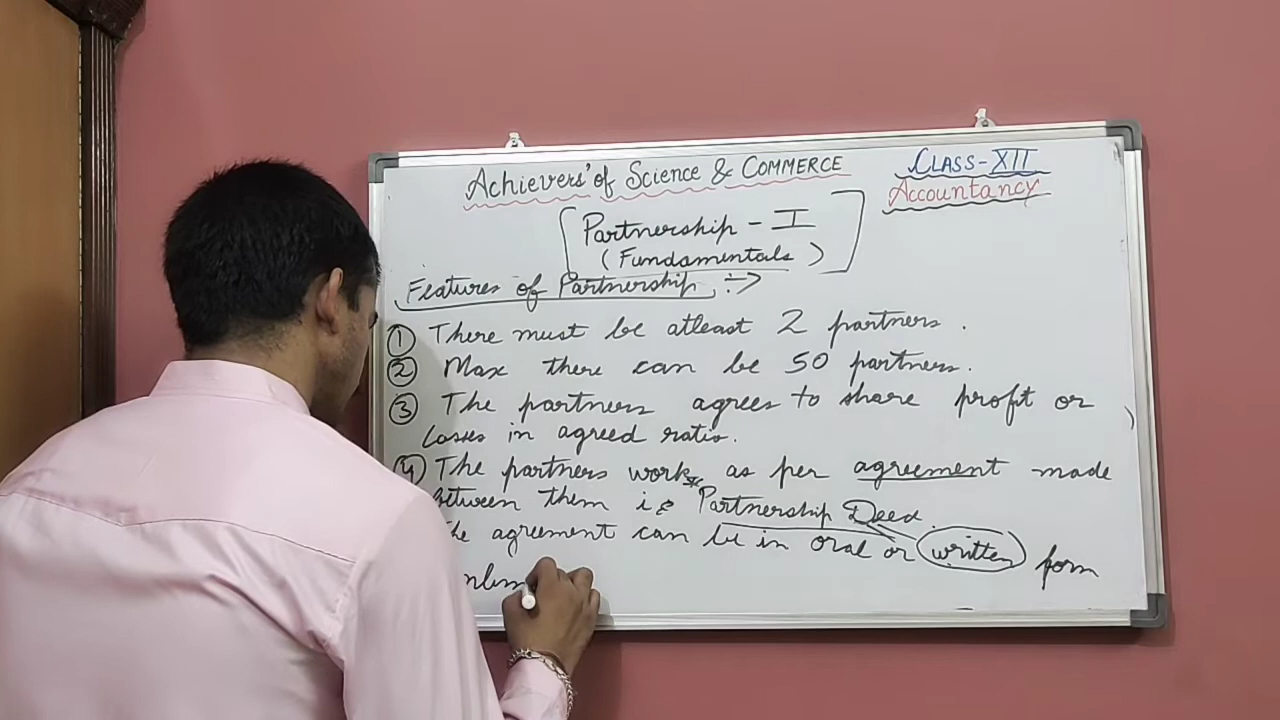 Achievers' of Science & Commerce
CLASS-XII
Accountancy
[Partnership - I
(Fundamentals)]
Features of Partnership :->
① There must be atleast 2 partners.
② Max there can be 50 partners.
③ The partners agrees to share profit or
losses in agreed ratio.
④ The partners work as per agreement made
between them i.e Partnership Deed.
The agreement can be in oral or written form